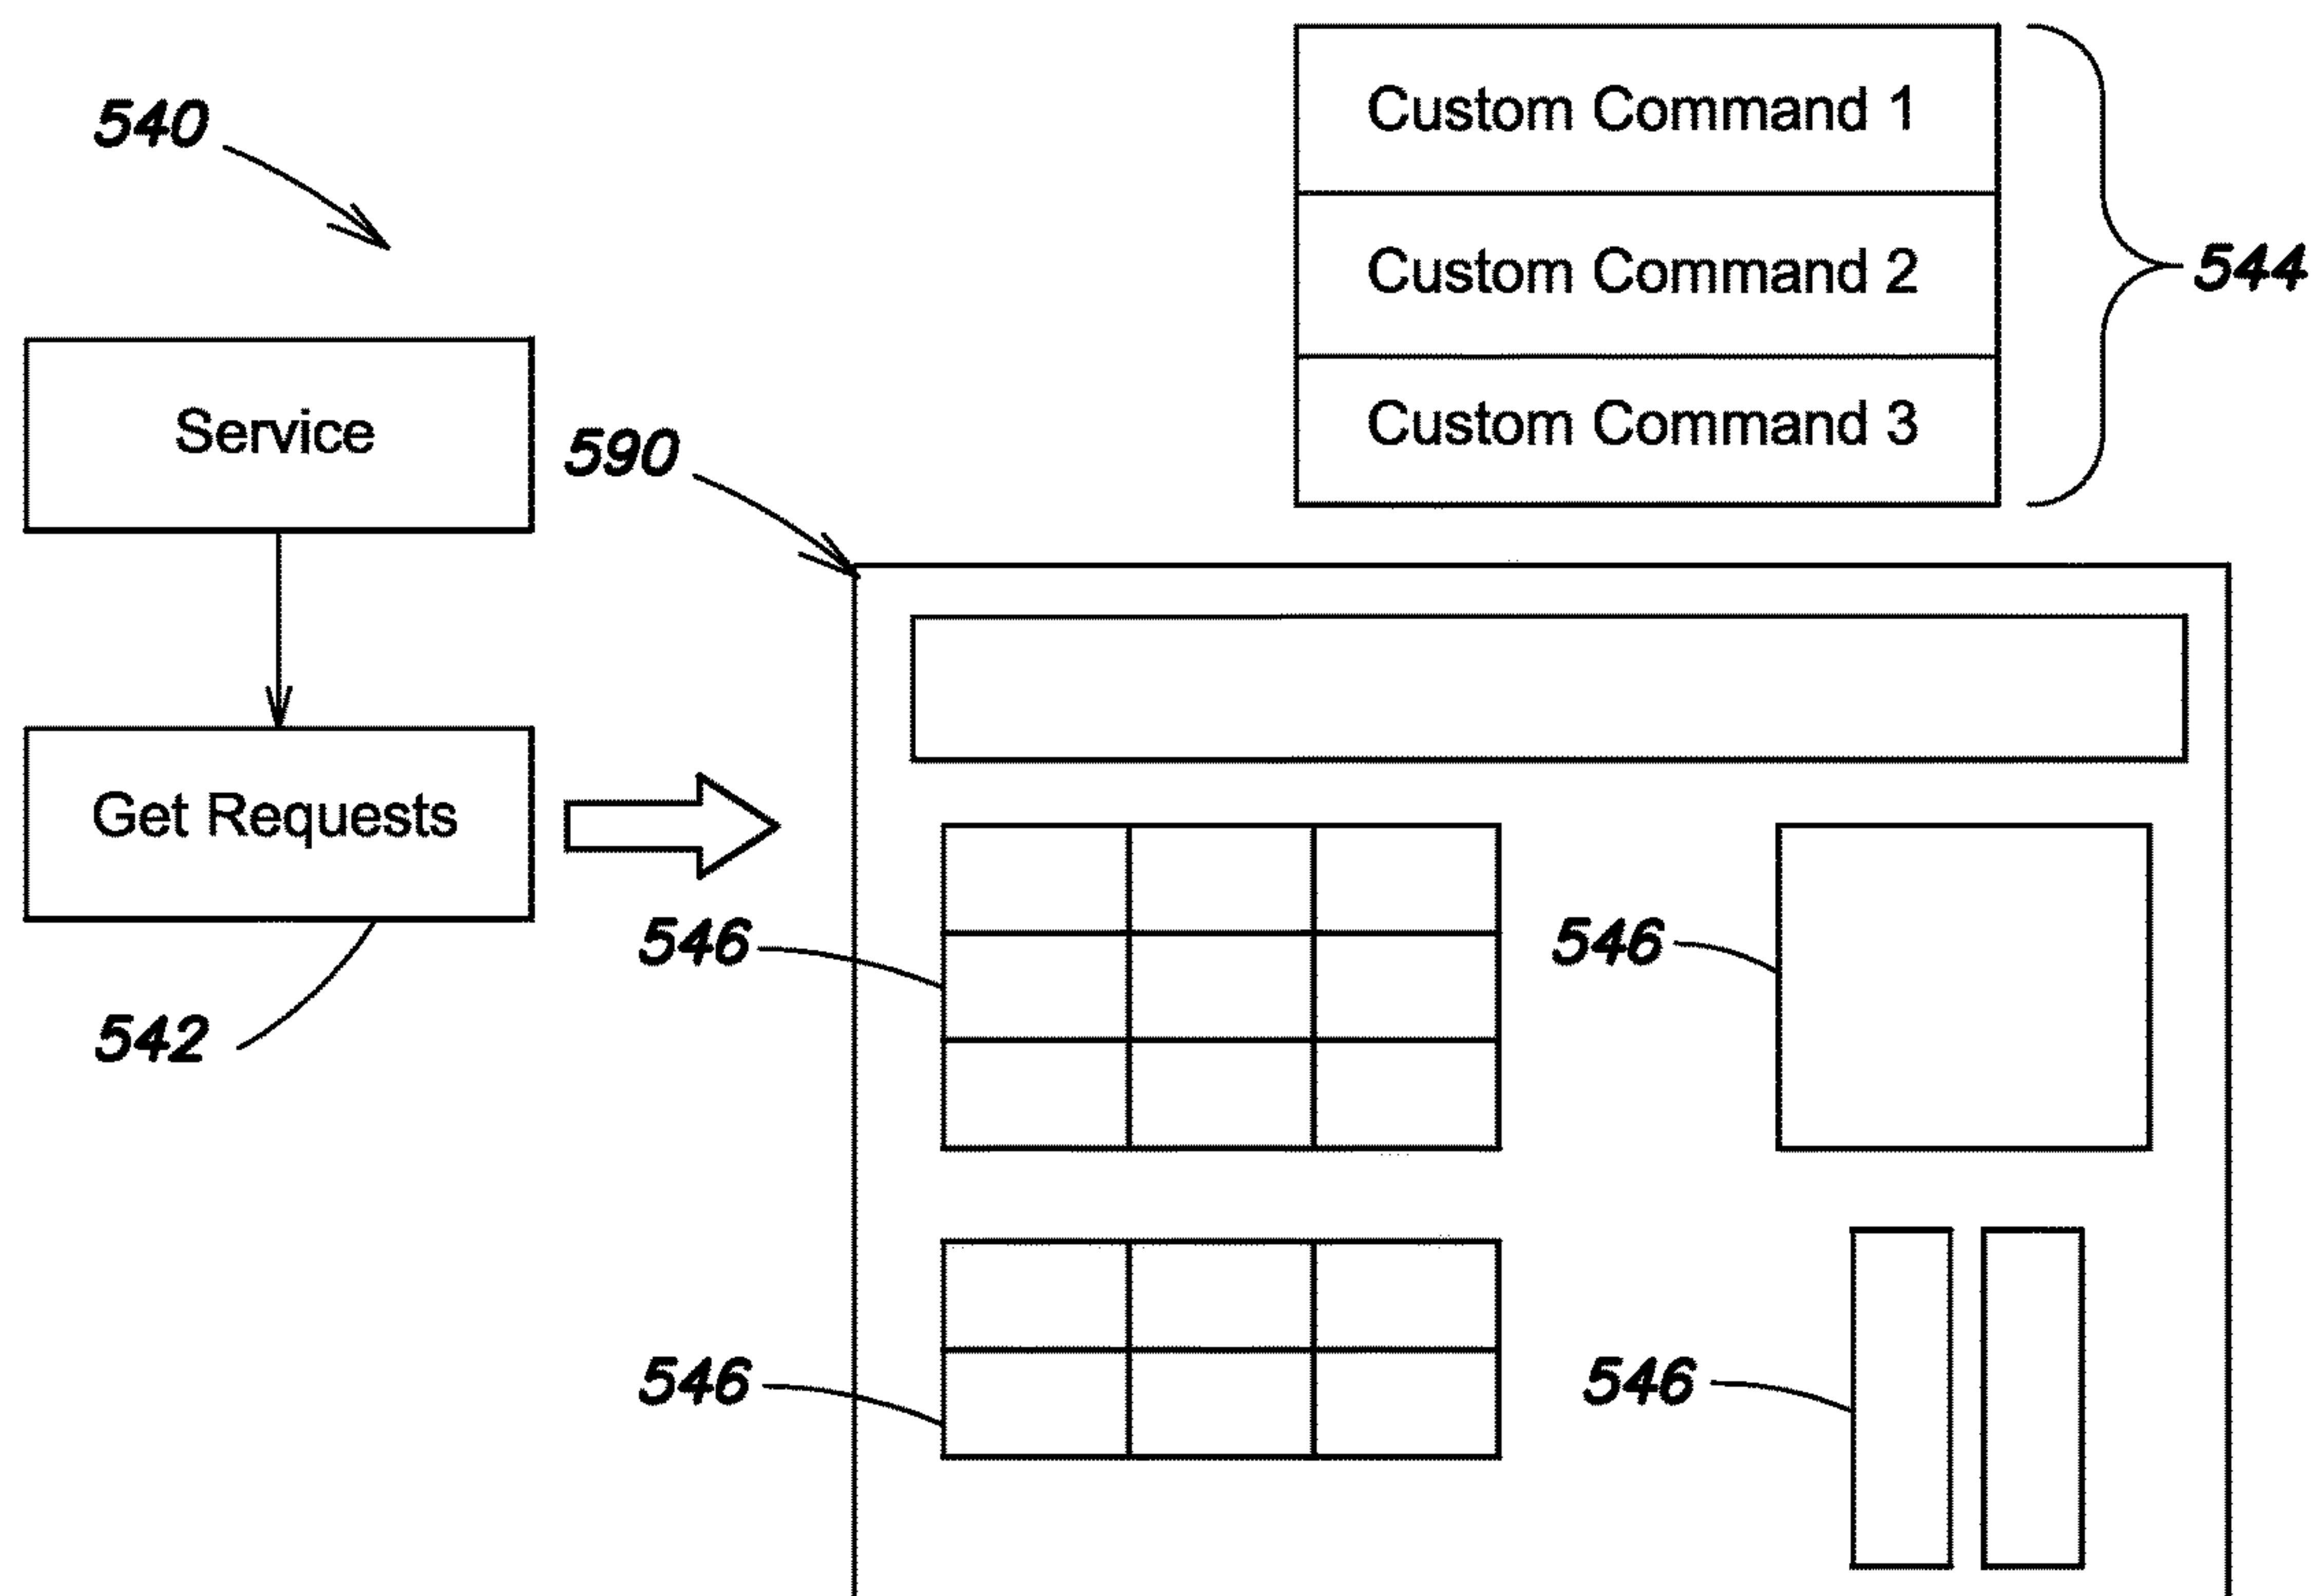 Custom Command 1
540
Custom Command 2
544
Service
Custom Command 3
590
Get Requests
546
546
542
546
546